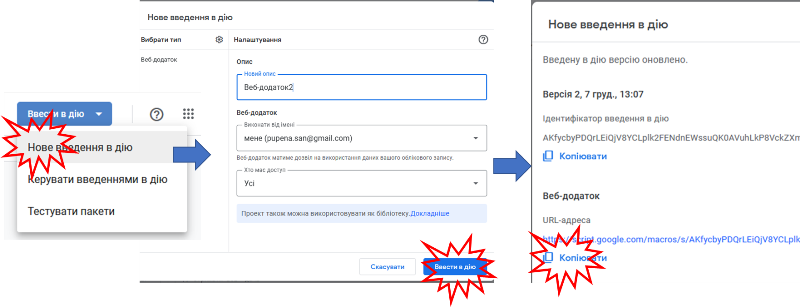 Ввести в дію
Нове введення в дію
Керувати введеннями в дію
Тестувати пакети
Нове введення в дію
Вибрати тип
Веб-додаток
Налаштування
Опис
Новий опис
Веб-додаток2
Веб-додаток
Виконати від імені
мене (pupena.san@gmail.com)
Веб-додаток матиме дозвіл на використання даних вашого облікового запису.
Хто має доступ
Усі
Проект також можна використовувати як бібліотеку.Докладніше
Скасувати
Ввести в дію
Нове введення в дію
Введену в дію версію оновлено.
Версія 2, 7 груд., 13:07
Ідентифікатор введення в дію
AKfycbyPDQrLEiQjV8YCLplk2FENdnEWssuQK0AVuhLkP8VckZXm
Копіювати
Веб-додаток
URL-адреса
https://script.google.com/macros/s/AKfycbyPDQrLEiQjV8YCLplk
Копіювати